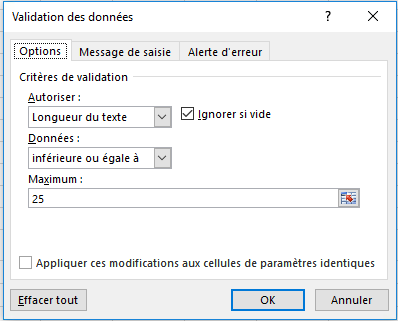 Validation des données
?
Options Message de saisie Alerte d'erreur
Critères de validation
Autoriser :
Longueur du texte Ignorer si vide
Données :
inférieure ou égale à
Maximum :
25
Appliquer ces modifications aux cellules de paramètres identiques
Effacer tout OK Annuler